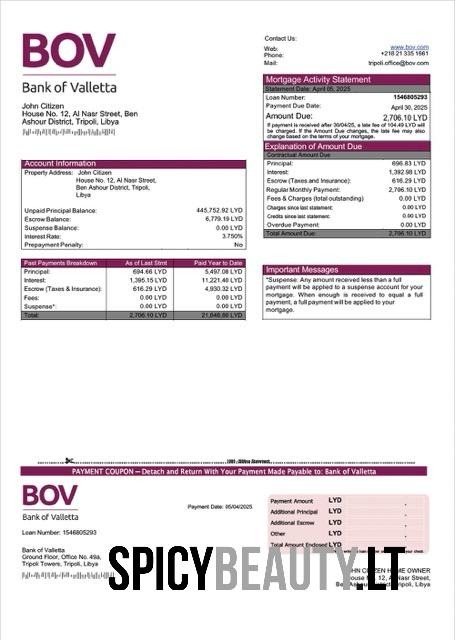 BOV
Bank of Valletta
John Citizen
House No. 12, Al Nasr Street, Ben
Ashour District, Tripoli, Libya
Contact Us:
Web: www.bov.com
Phone: +218 21 335 1661
Mail: tripoli.office@bov.com
Mortgage Activity Statement
Statement Date: April 05, 2025
Loan Number: 1546805293
Payment Due Date: April 30, 2025
Amount Due: 2,706.10 LYD
If payment is received after 30/04/25, a late fee of 104.49 LYD will
be charged. If the Amount Due changes, the late fee may also
change based on the terms of your mortgage.
Explanation of Amount Due
Contractual Amount Due
Principal: 696.83 LYD
Interest: 1,392.98 LYD
Escrow (Taxes and Insurance): 616.29 LYD
Regular Monthly Payment: 2,706.10 LYD
Fees & Charges (total outstanding) 0.00 LYD
Charges since last statement: 0.00 LYD
Credits since last statement: 0.00 LYD
Overdue Payment: 0.00 LYD
Total Amount Due: 2,706.10 LYD
Account Information
Property Address: John Citizen
House No. 12, Al Nasr Street,
Ben Ashour District, Tripoli,
Libya
Unpaid Principal Balance: 445,752.92 LYD
Escrow Balance: 6,779.19 LYD
Suspense Balance: 0.00 LYD
Interest Rate: 3.750%
Prepayment Penalty: No
Past Payments Breakdown As of Last Stmt Paid Year to Date
Principal: 694.66 LYD 5,497.08 LYD
Interest: 1,395.15 LYD 11,221.40 LYD
Escrow (Taxes & Insurance): 616.29 LYD 4,930.32 LYD
Fees: 0.00 LYD 0.00 LYD
Suspense*: 0.00 LYD 0.00 LYD
Total: 2,706.10 LYD 21,648.80 LYD
Important Messages
*Suspense: Any amount received less than a full
payment will be applied to a suspense account for your
mortgage. When enough is received to equal a full
payment, a full payment will be applied to your
mortgage.
PAYMENT COUPON — Detach and Return With Your Payment Made Payable to: Bank of Valletta
BOV
Bank of Valletta
Loan Number: 1546805293
Payment Date: 05/04/2025
Payment Amount LYD
Additional Principal LYD
Additional Escrow LYD
Other LYD
Total Amount Enclosed LYD
Bank of Valletta
Ground Floor, Office No. 49a,
Tripoli Towers, Tripoli, Libya
SPICYBEAUTY.LT